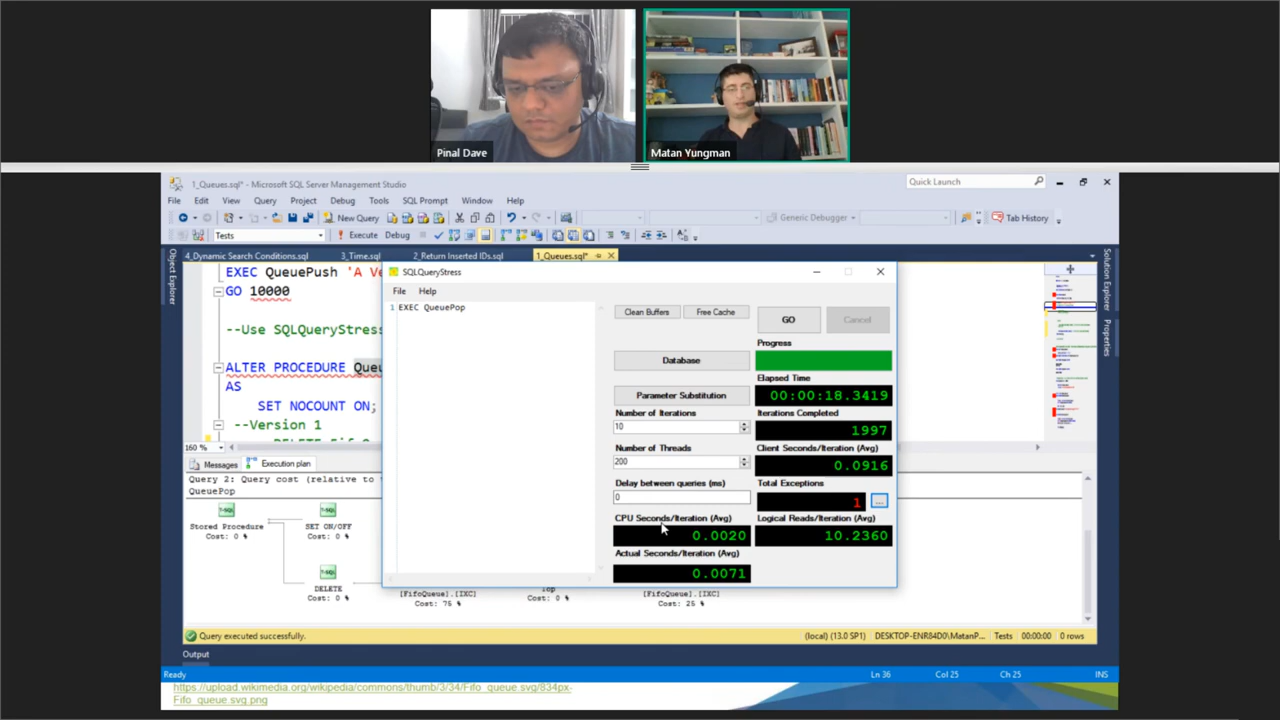 Pinal Dave
Matan Yungman
1_Queues.sql* - Microsoft SQL Server Management Studio
Quick Launch
File Edit View Query Project Debug Tools SQL Prompt Window Help
New Query
Generic Debugger
Tab History
Tests
Execute Debug
4_Dynamic Search Conditions.sql 3_Time.sql 2_Return Inserted IDs.sql 1_Queues.sql*
Object Explorer
Solution Explorer
Properties
EXEC QueuePush 'A Ve
GO 10000
--Use SQLQueryStress
ALTER PROCEDURE Que
AS
SET NOCOUNT ON;
--Version 1
160 %
Messages Execution plan
Query 2: Query cost (relative to
QueuePop
Stored Procedure
Cost: 0 %
SET ON/OFF
Cost: 0 %
DELETE
Cost: 0 %
[FifoQueue].[IXC]
Cost: 75 %
Top
Cost: 0 %
[FifoQueue].[IXC]
Cost: 25 %
SQLQueryStress
File Help
1 EXEC QueuePop
Clean Buffers Free Cache
GO Cancel
Progress
Database
Elapsed Time
00:00:18.3419
Parameter Substitution
Number of Iterations
10
Iterations Completed
1997
Number of Threads
200
Client Seconds/Iteration (Avg)
0.0916
Delay between queries (ms)
0
Total Exceptions
1 ...
CPU Seconds/Iteration (Avg)
0.0020
Logical Reads/Iteration (Avg)
10.2360
Actual Seconds/Iteration (Avg)
0.0071
Query executed successfully.
(local) (13.0 SP1) DESKTOP-ENR84D0\MatanP... Tests 00:00:00 0 rows
Output
Ready
Ln 36 Col 25 Ch 25 INS
https://upload.wikimedia.org/wikipedia/commons/thumb/3/34/Fifo_queue.svg/834px-
Fifo_queue.svg.png